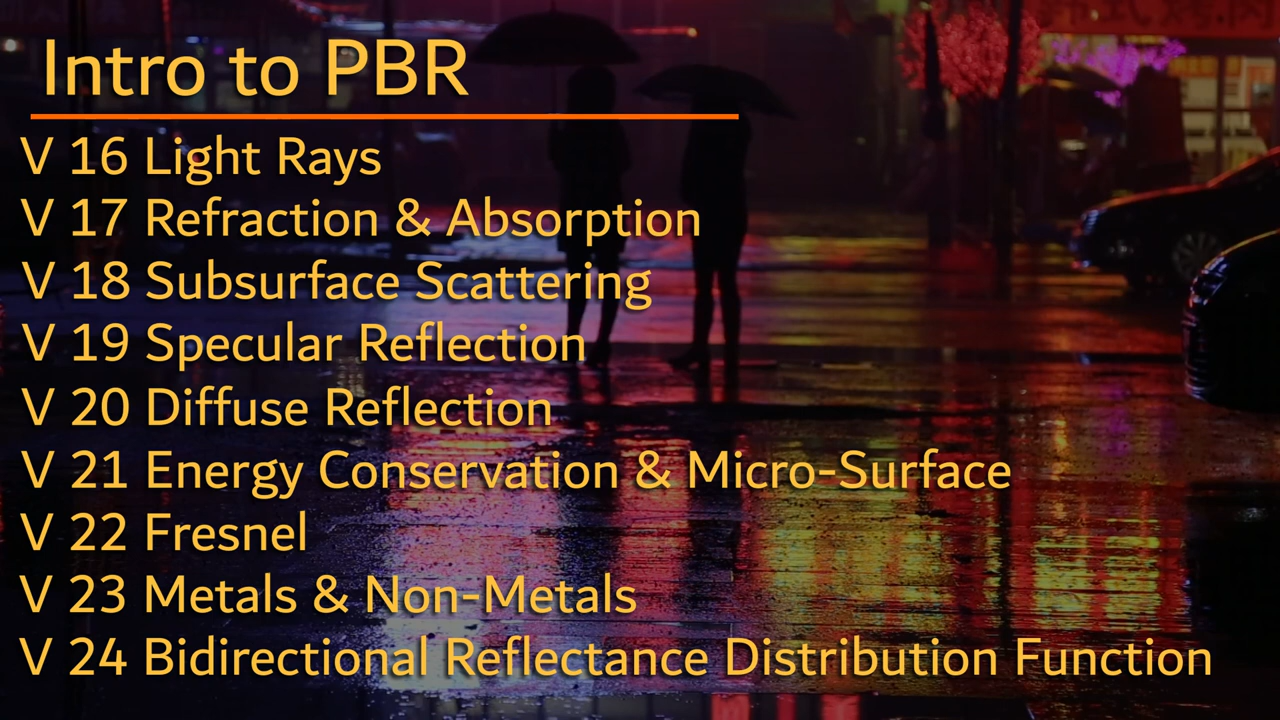 Intro to PBR
V 16 Light Rays
V 17 Refraction & Absorption
V 18 Subsurface Scattering
V 19 Specular Reflection
V 20 Diffuse Reflection
V 21 Energy Conservation & Micro-Surface
V 22 Fresnel
V 23 Metals & Non-Metals
V 24 Bidirectional Reflectance Distribution Function